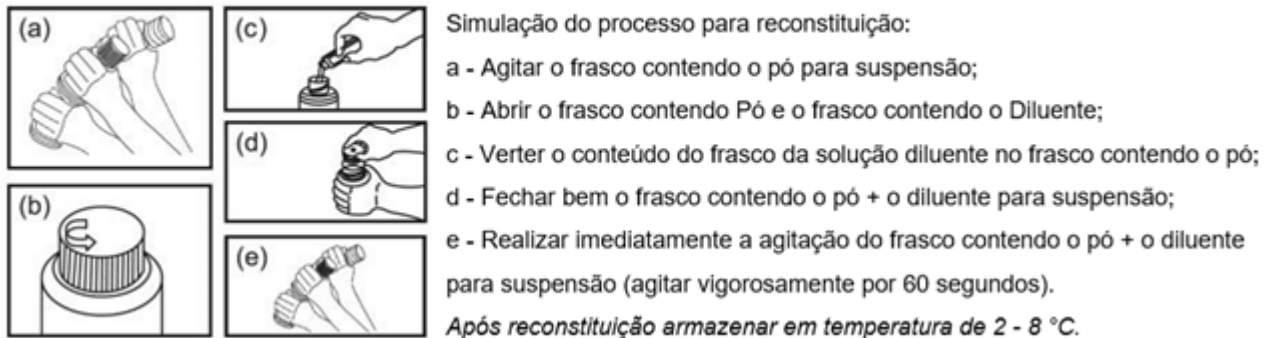 (a)
(b)
(c)
(d)
(e)
Simulação do processo para reconstituição:
a - Agitar o frasco contendo o pó para suspensão;
b - Abrir o frasco contendo Pó e o frasco contendo o Diluente;
c - Verter o conteúdo do frasco da solução diluente no frasco contendo o pó;
d - Fechar bem o frasco contendo o pó + o diluente para suspensão;
e - Realizar imediatamente a agitação do frasco contendo o pó + o diluente
para suspensão (agitar vigorosamente por 60 segundos).
Após reconstituição armazenar em temperatura de 2 - 8 °C.